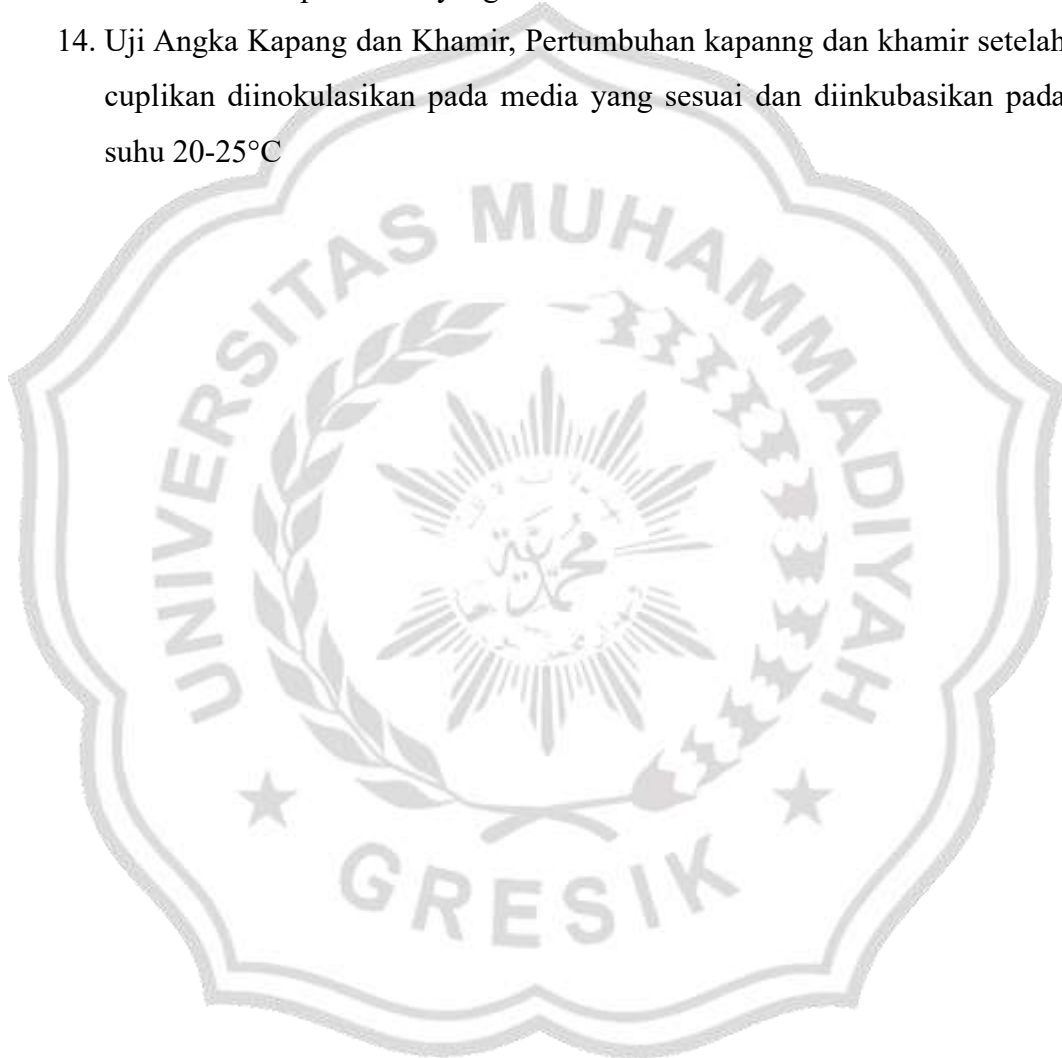 14. Uji Angka Kapang dan Khamir, Pertumbuhan kapanng dan khamir setelah
cuplikan diinokulasikan pada media yang sesuai dan diinkubasikan pada
suhu 20-25°C
UNIVERSITAS MUHAMMADIYAH
محمد
GRESIK